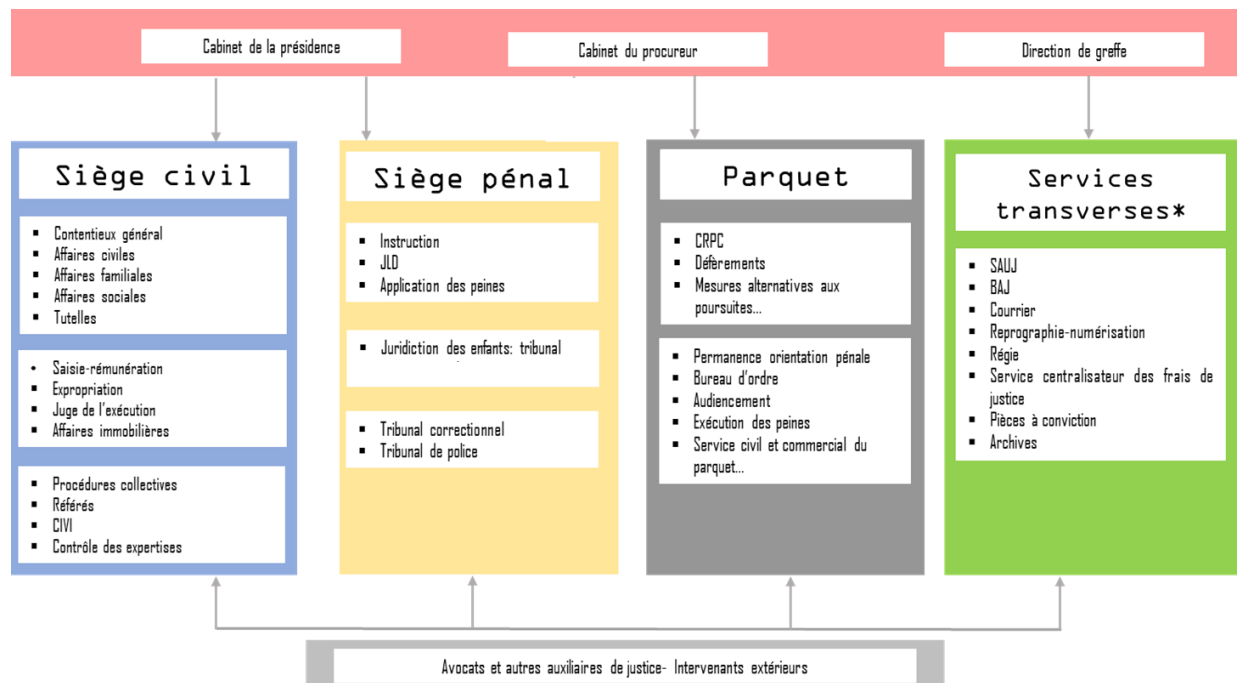 Cabinet de la présidence
Cabinet du procureur
Direction de greffe
Siège civil
▪ Contentieux général
▪ Affaires civiles
▪ Affaires familiales
▪ Affaires sociales
▪ Tutelles
• Saisie-rémunération
▪ Expropriation
▪ Juge de l'exécution
▪ Affaires immobilières
▪ Procédures collectives
▪ Référés
▪ CIVI
▪ Contrôle des expertises
Siège pénal
▪ Instruction
▪ JLD
▪ Application des peines
▪ Juridiction des enfants: tribunal
▪ Tribunal correctionnel
▪ Tribunal de police
Parquet
▪ CRPC
▪ Défèrements
▪ Mesures alternatives aux
poursuites...
▪ Permanence orientation pénale
▪ Bureau d'ordre
▪ Audiencement
▪ Exécution des peines
▪ Service civil et commercial du
parquet...
Services
transverses*
▪ SAUJ
▪ BAJ
▪ Courrier
▪ Reprographie-numérisation
▪ Régie
▪ Service centralisateur des frais de
justice
▪ Pièces à conviction
▪ Archives
Avocats et autres auxiliaires de justice- Intervenants extérieurs